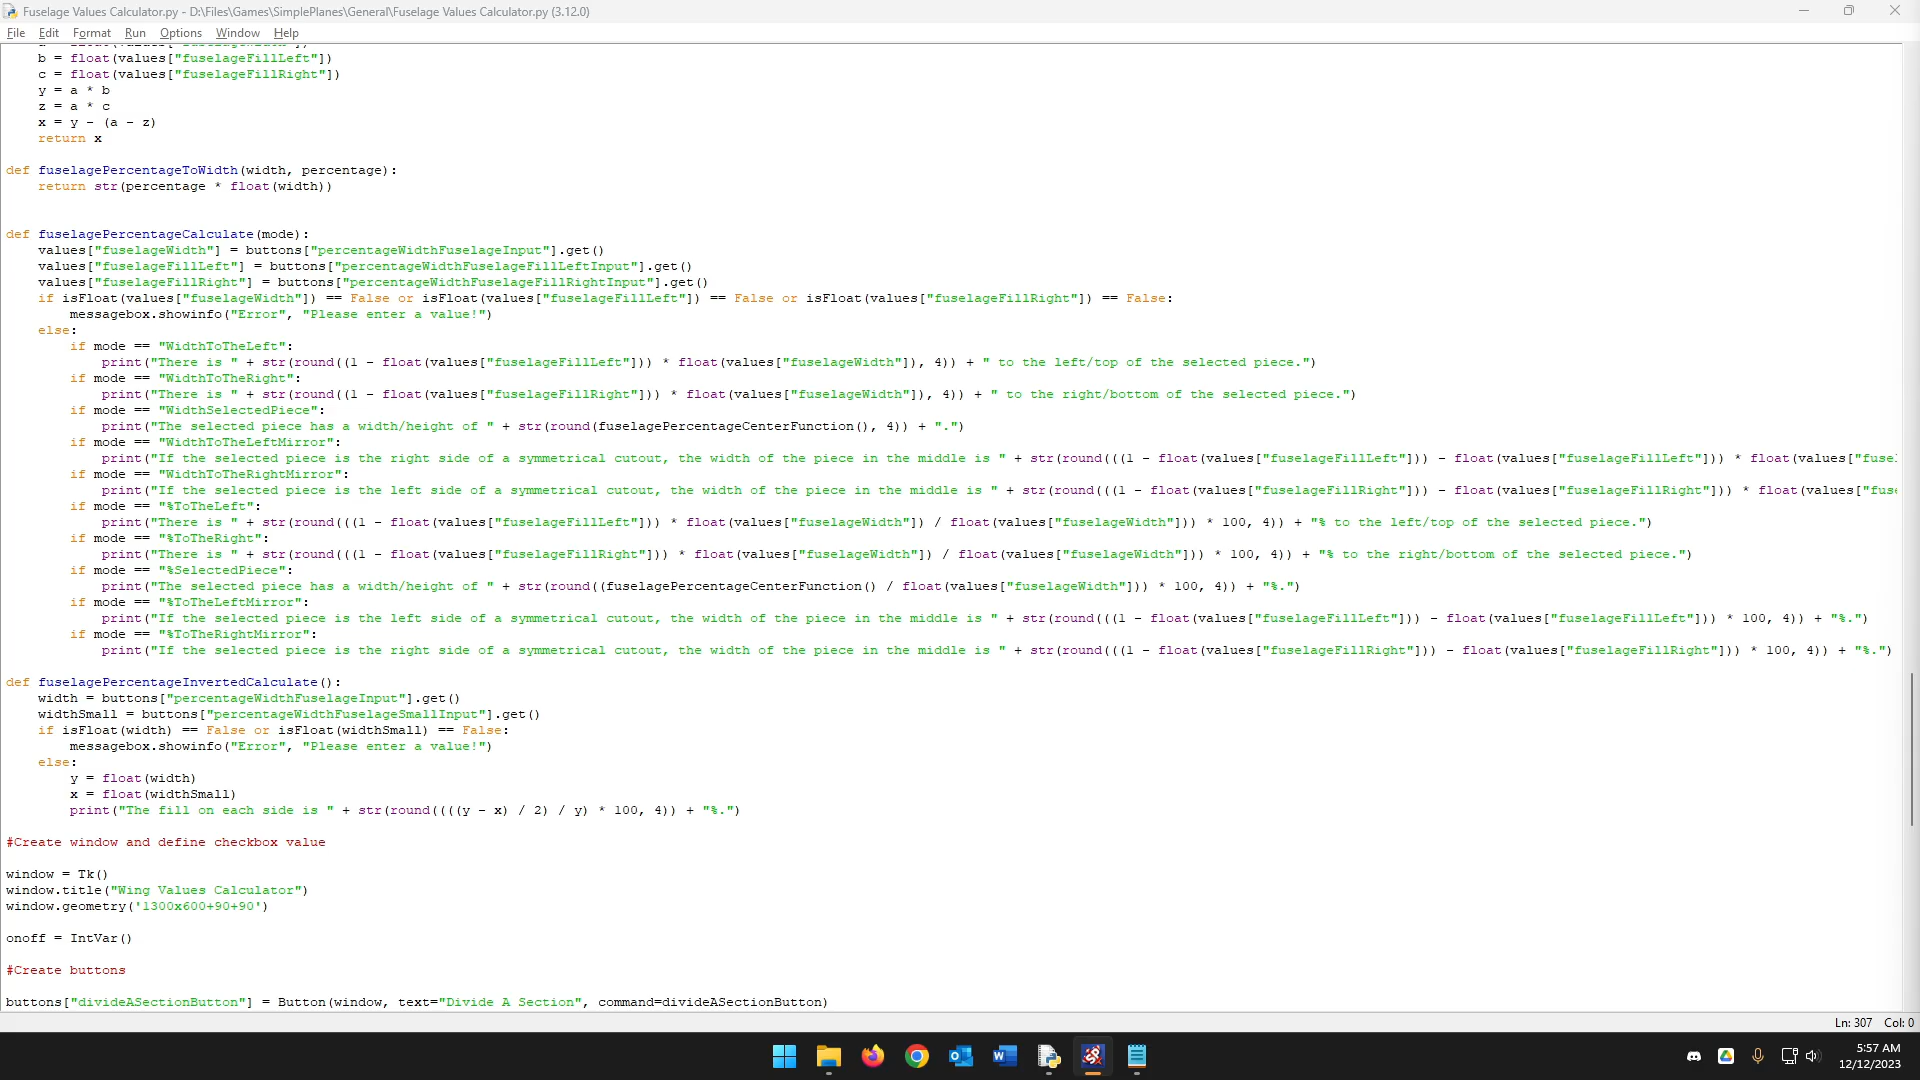 Fuselage Values Calculator.py - D:\Files\Games\SimplePlanes\General\Fuselage Values Calculator.py (3.12.0)
File Edit Format Run Options Window Help
b = float(values["fuselageFillLeft"])
c = float(values["fuselageFillRight"])
y = a * b
z = a * c
x = y - (a - z)
return x
def fuselagePercentageToWidth(width, percentage):
return str(percentage * float(width))
def fuselagePercentageCalculate(mode):
values["fuselageWidth"] = buttons["percentageWidthFuselageInput"].get()
values["fuselageFillLeft"] = buttons["percentageWidthFuselageFillLeftInput"].get()
values["fuselageFillRight"] = buttons["percentageWidthFuselageFillRightInput"].get()
if isFloat(values["fuselageWidth"]) == False or isFloat(values["fuselageFillLeft"]) == False or isFloat(values["fuselageFillRight"]) == False:
messagebox.showinfo("Error", "Please enter a value!")
else:
if mode == "WidthToTheLeft":
print("There is " + str(round((1 - float(values["fuselageFillLeft"])) * float(values["fuselageWidth"]), 4)) + " to the left/top of the selected piece.")
if mode == "WidthToTheRight":
print("There is " + str(round((1 - float(values["fuselageFillRight"])) * float(values["fuselageWidth"]), 4)) + " to the right/bottom of the selected piece.")
if mode == "WidthSelectedPiece":
print("The selected piece has a width/height of " + str(round(fuselagePercentageCenterFunction(), 4)) + ".")
if mode == "WidthToTheLeftMirror":
print("If the selected piece is the right side of a symmetrical cutout, the width of the piece in the middle is " + str(round(((1 - float(values["fuselageFillLeft"])) - float(values["fuselageFillLeft"])) * float(values["fusel
if mode == "WidthToTheRightMirror":
print("If the selected piece is the left side of a symmetrical cutout, the width of the piece in the middle is " + str(round(((1 - float(values["fuselageFillRight"])) - float(values["fuselageFillRight"])) * float(values["fuse
if mode == "%ToTheLeft":
print("There is " + str(round(((1 - float(values["fuselageFillLeft"])) * float(values["fuselageWidth"]) / float(values["fuselageWidth"])) * 100, 4)) + "% to the left/top of the selected piece.")
if mode == "%ToTheRight":
print("There is " + str(round(((1 - float(values["fuselageFillRight"])) * float(values["fuselageWidth"]) / float(values["fuselageWidth"])) * 100, 4)) + "% to the right/bottom of the selected piece.")
if mode == "%SelectedPiece":
print("The selected piece has a width/height of " + str(round((fuselagePercentageCenterFunction() / float(values["fuselageWidth"])) * 100, 4)) + "%.")
if mode == "%ToTheLeftMirror":
print("If the selected piece is the left side of a symmetrical cutout, the width of the piece in the middle is " + str(round(((1 - float(values["fuselageFillLeft"])) - float(values["fuselageFillLeft"])) * 100, 4)) + "%.")
if mode == "%ToTheRightMirror":
print("If the selected piece is the right side of a symmetrical cutout, the width of the piece in the middle is " + str(round(((1 - float(values["fuselageFillRight"])) - float(values["fuselageFillRight"])) * 100, 4)) + "%.")
def fuselagePercentageInvertedCalculate():
width = buttons["percentageWidthFuselageInput"].get()
widthSmall = buttons["percentageWidthFuselageSmallInput"].get()
if isFloat(width) == False or isFloat(widthSmall) == False:
messagebox.showinfo("Error", "Please enter a value!")
else:
y = float(width)
x = float(widthSmall)
print("The fill on each side is " + str(round((((y - x) / 2) / y) * 100, 4)) + "%.")
#Create window and define checkbox value
window = Tk()
window.title("Wing Values Calculator")
window.geometry('1300x600+90+90')
onoff = IntVar()
#Create buttons
buttons["divideASectionButton"] = Button(window, text="Divide A Section", command=divideASectionButton)
Ln: 307 Col: 0
5:57 AM
12/12/2023